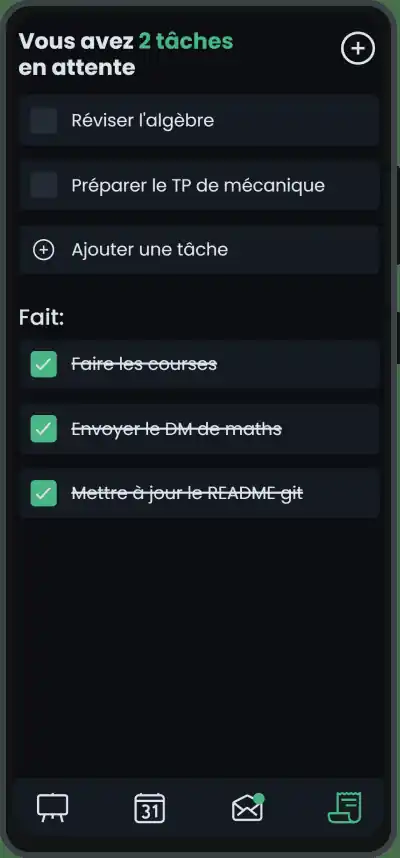 Vous avez 2 tâches
en attente
Réviser l'algèbre
Préparer le TP de mécanique
Ajouter une tâche
Fait:
Faire les courses
Envoyer le DM de maths
Mettre à jour le README git
31